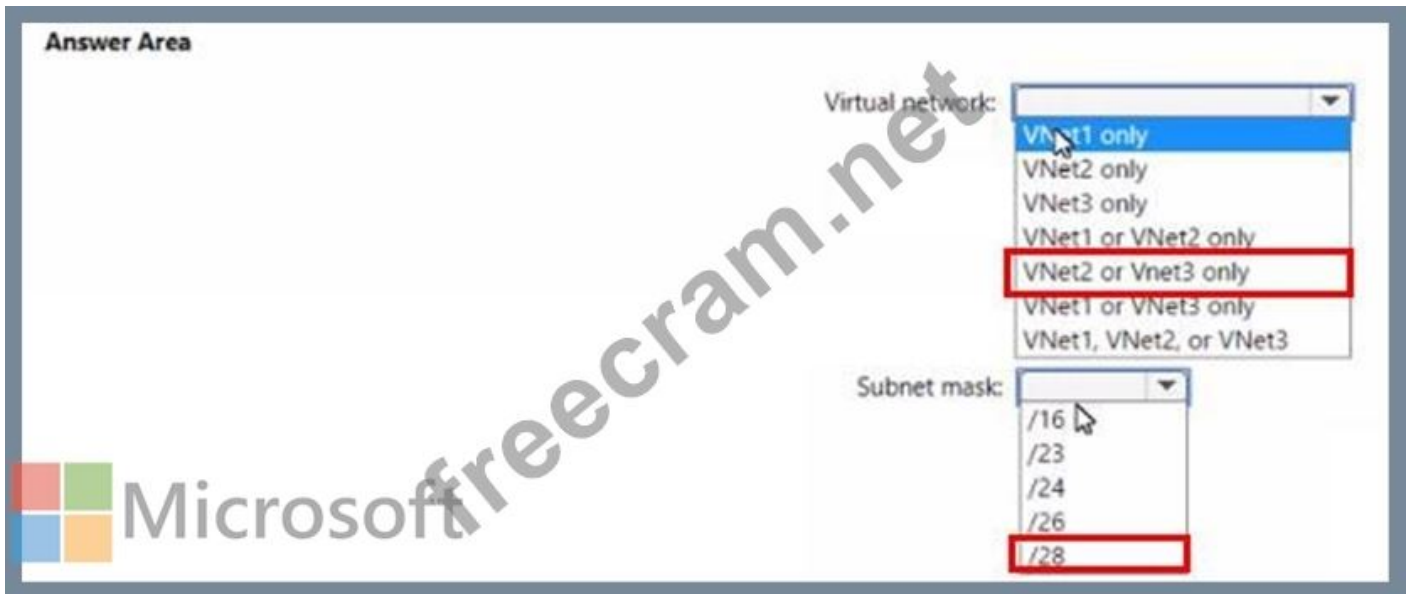 Answer Area
Virtual network:
VNet1 only
VNet2 only
VNet3 only
VNet1 or VNet2 only
VNet2 or Vnet3 only
VNet1 or VNet3 only
VNet1, VNet2, or VNet3
Subnet mask:
/16
/23
/24
/26
/28
Microsoft
freecram.net